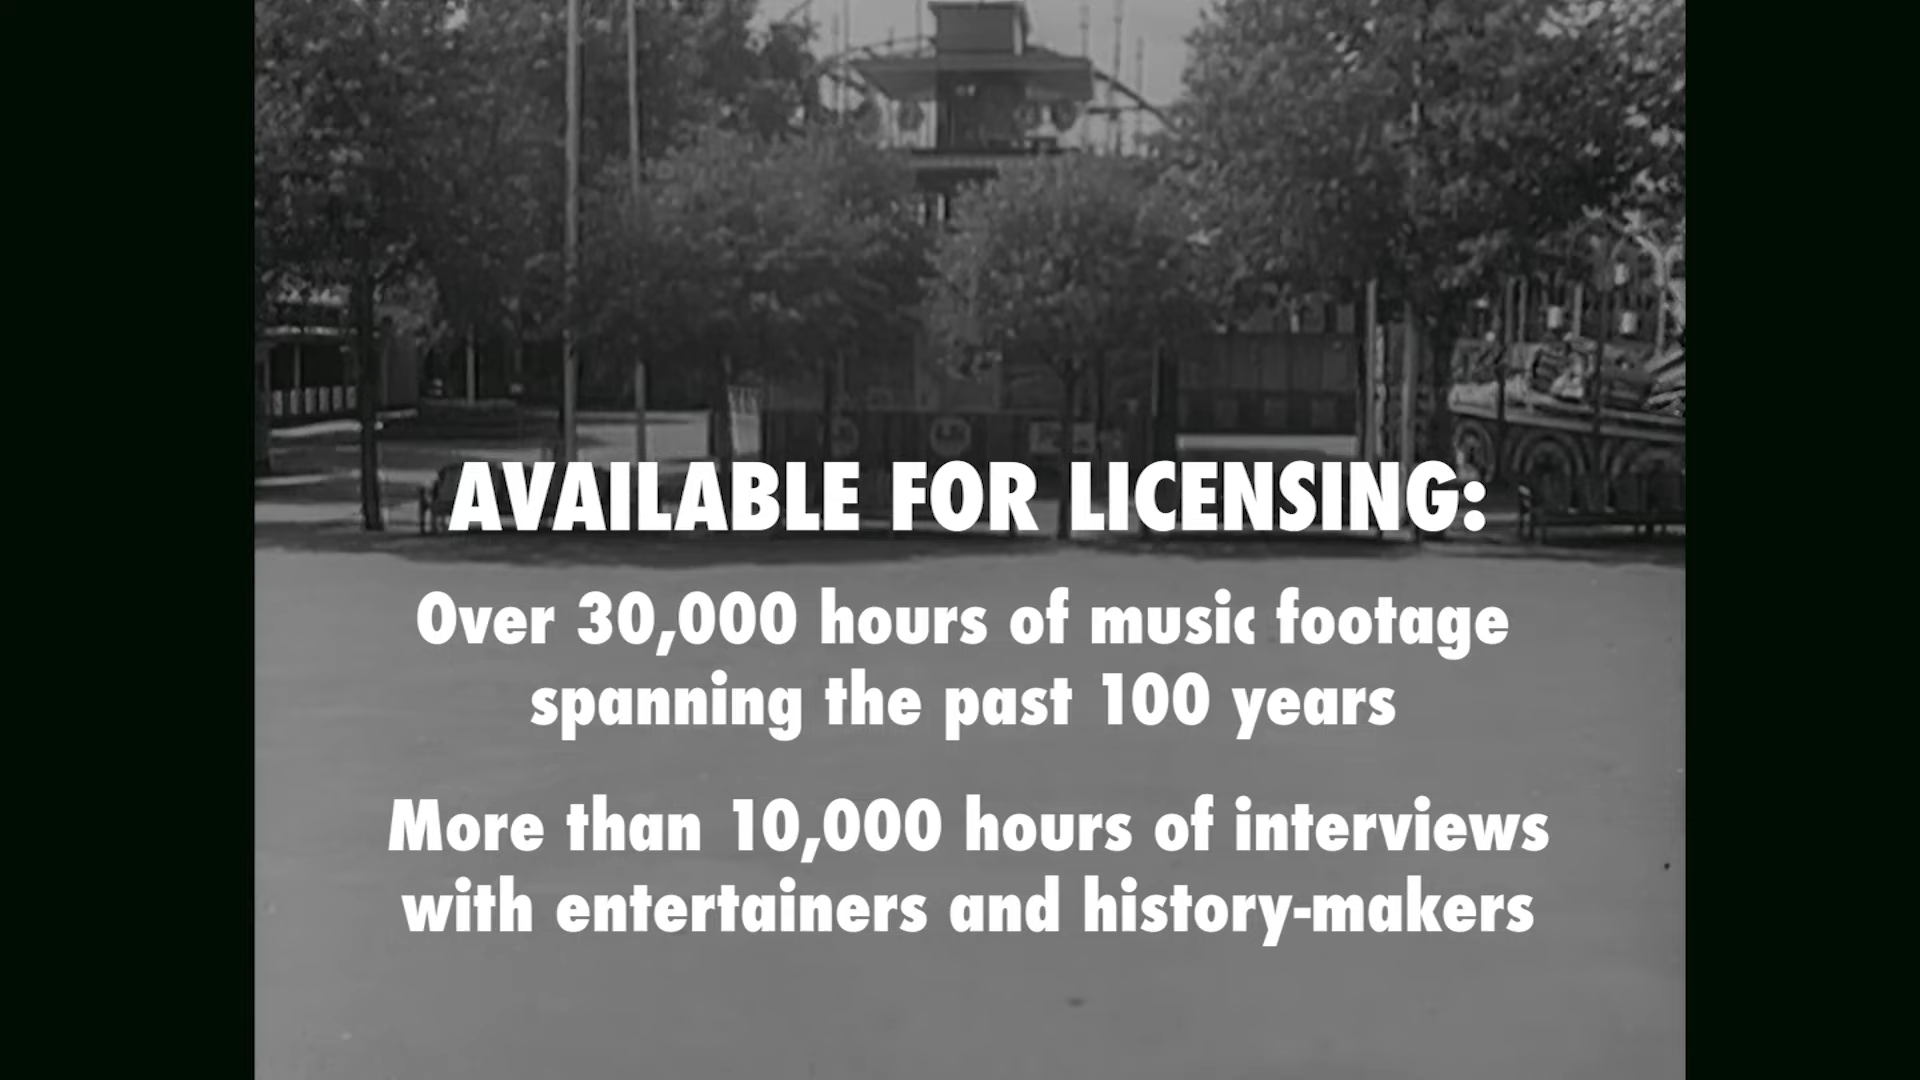 AVAILABLE FOR LICENSING:
Over 30,000 hours of music footage
spanning the past 100 years
More than 10,000 hours of interviews
with entertainers and history-makers